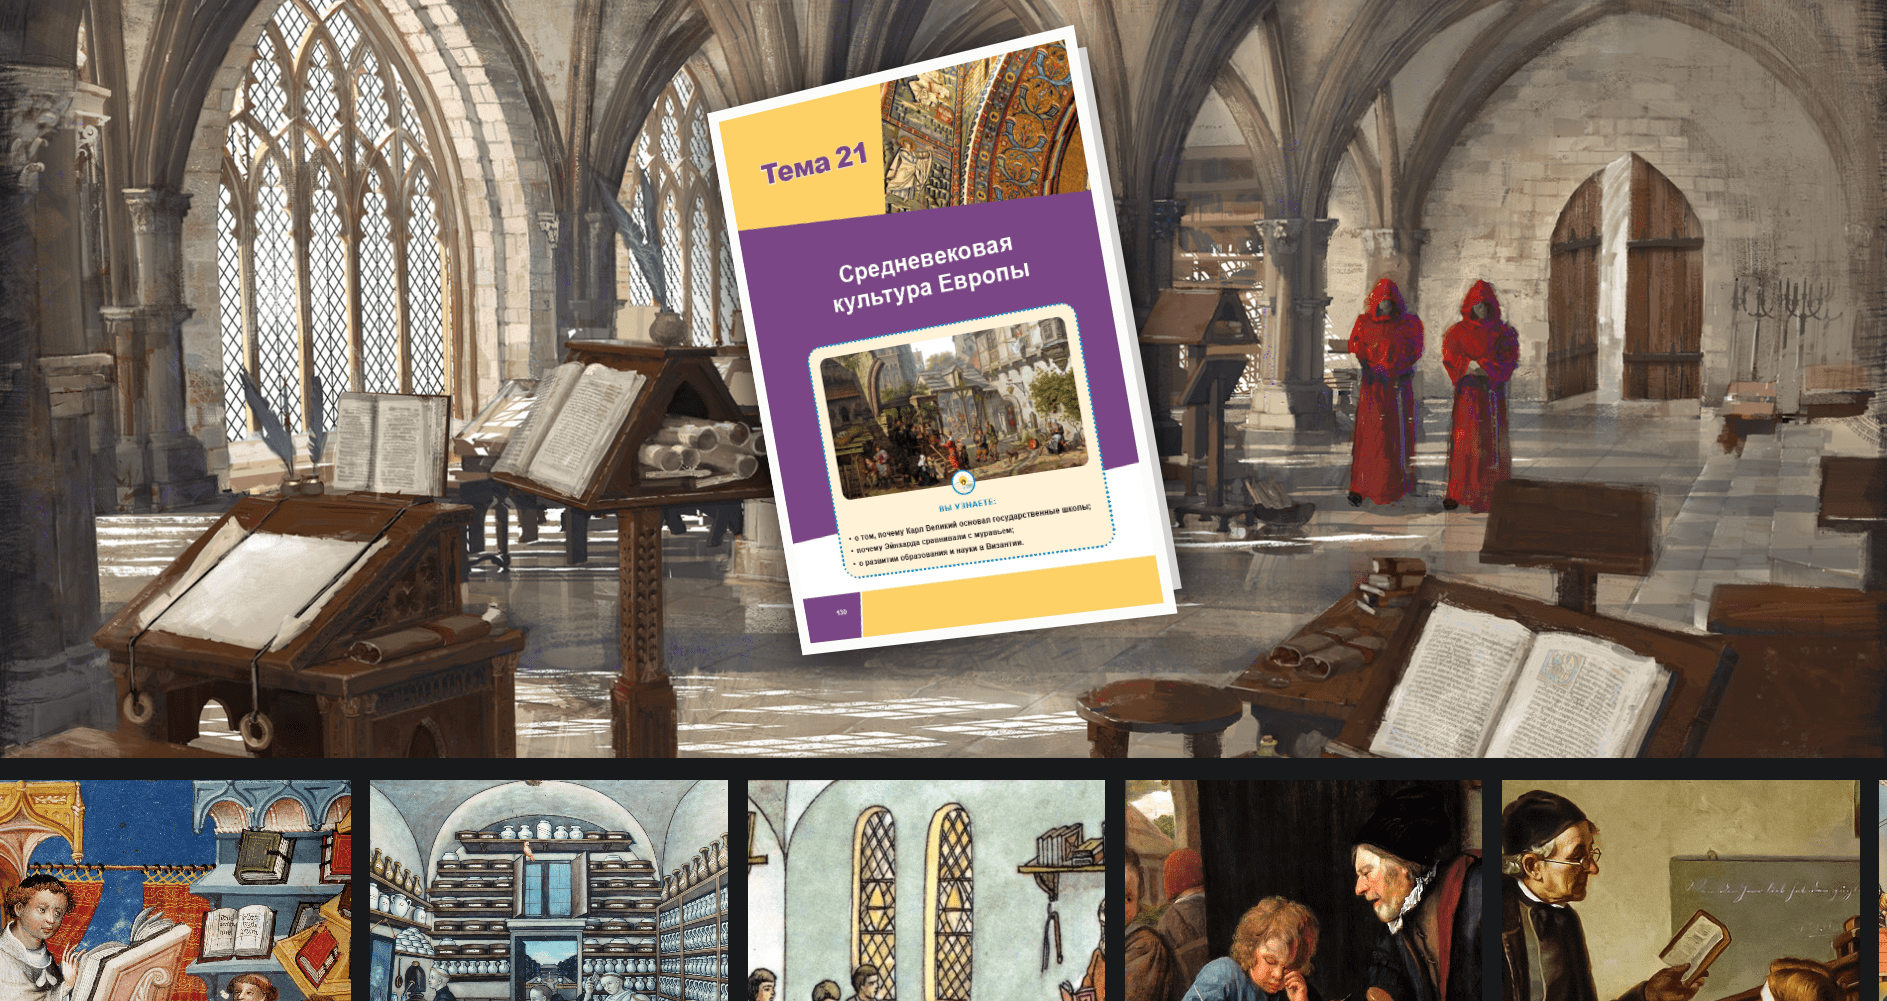 Тема 21
Средневековая
культура Европы
ВЫ УЗНАЕТЕ:
• о том, почему Карл Великий основал государственные школы;
• почему Эйнхарда сравнивали с муравьем;
• о развитии образования и науки в Византии.
130